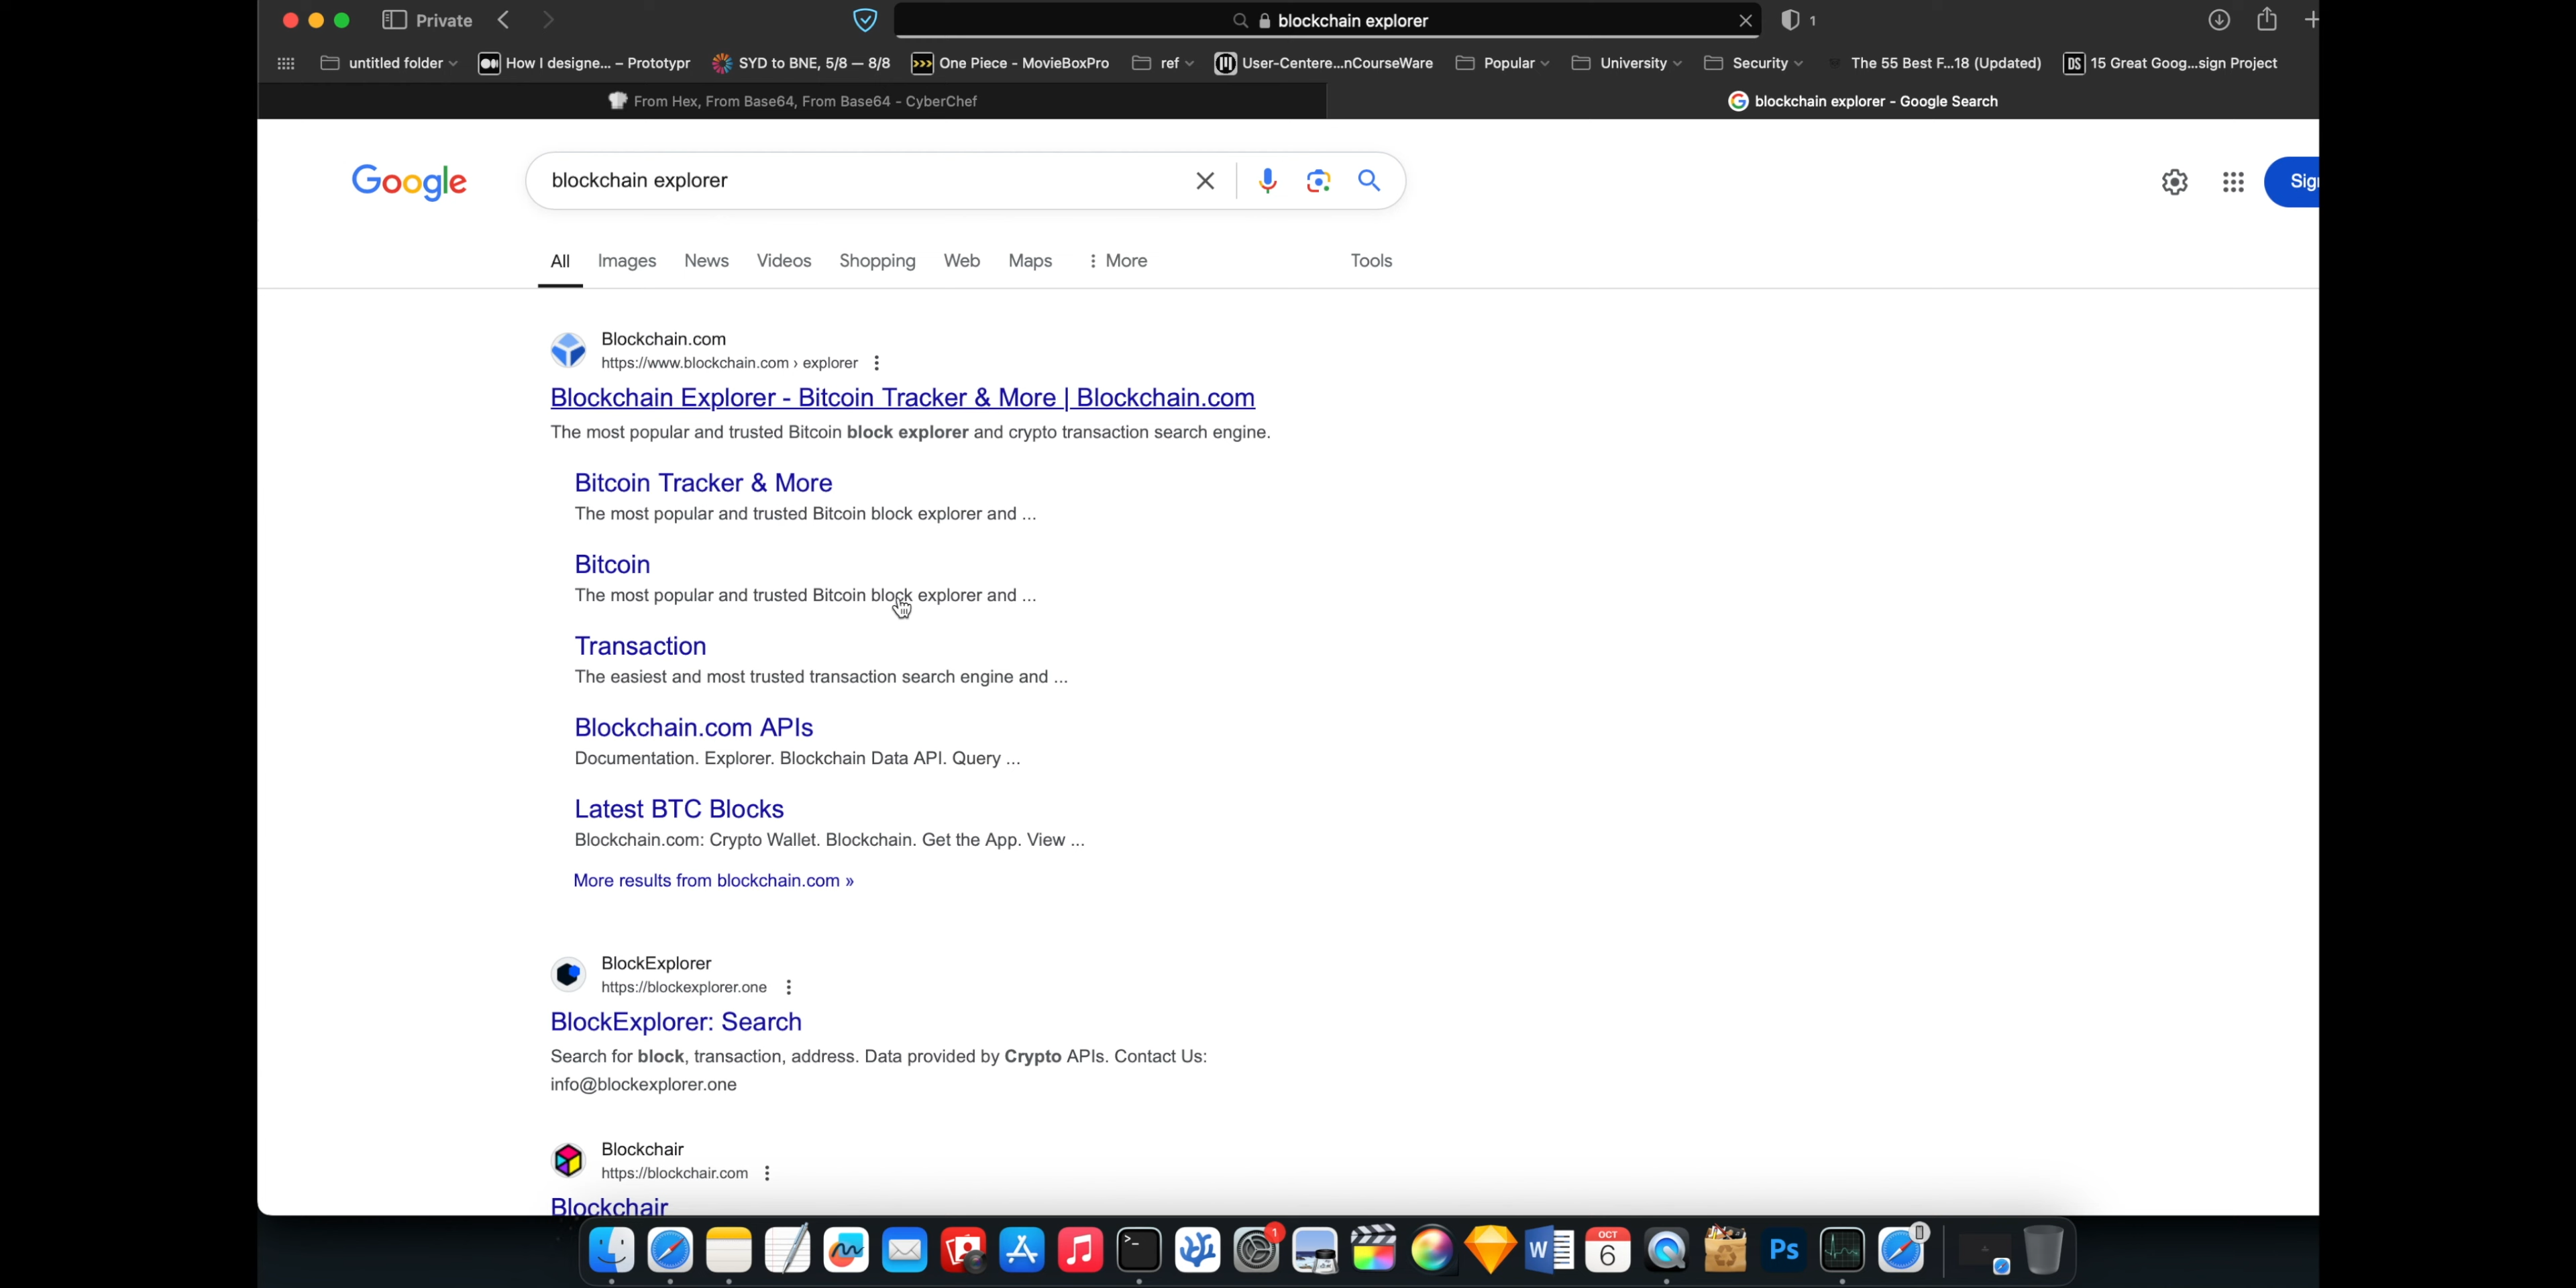 Private
blockchain explorer
1
untitled folder
How I designe... – Prototypr
SYD to BNE, 5/8 — 8/8
One Piece - MovieBoxPro
ref
User-Centere...nCourseWare
Popular
University
Security
The 55 Best F...18 (Updated)
DS 15 Great Goog...sign Project
From Hex, From Base64, From Base64 - CyberChef
blockchain explorer - Google Search
Google
blockchain explorer
Sig
All Images News Videos Shopping Web Maps More Tools
Blockchain.com
https://www.blockchain.com › explorer
Blockchain Explorer - Bitcoin Tracker & More | Blockchain.com
The most popular and trusted Bitcoin block explorer and crypto transaction search engine.
Bitcoin Tracker & More
The most popular and trusted Bitcoin block explorer and ...
Bitcoin
The most popular and trusted Bitcoin block explorer and ...
Transaction
The easiest and most trusted transaction search engine and ...
Blockchain.com APIs
Documentation. Explorer. Blockchain Data API. Query ...
Latest BTC Blocks
Blockchain.com: Crypto Wallet. Blockchain. Get the App. View ...
More results from blockchain.com »
BlockExplorer
https://blockexplorer.one
BlockExplorer: Search
Search for block, transaction, address. Data provided by Crypto APIs. Contact Us:
info@blockexplorer.one
Blockchair
https://blockchair.com
Blockchair
1
W
OCT
6
Ps